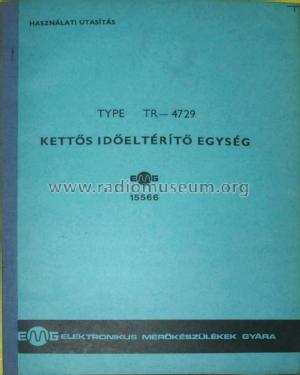 HASZNÁLATI UTASÍTÁS
TYPE TR-4729
KETTŐS IDŐELTÉRÍTŐ EGYSÉG
EMG
www.radiomuseum.org
15566
EMG ELEKTRONIKUS MÉRŐKÉSZÜLÉKEK GYÁRA